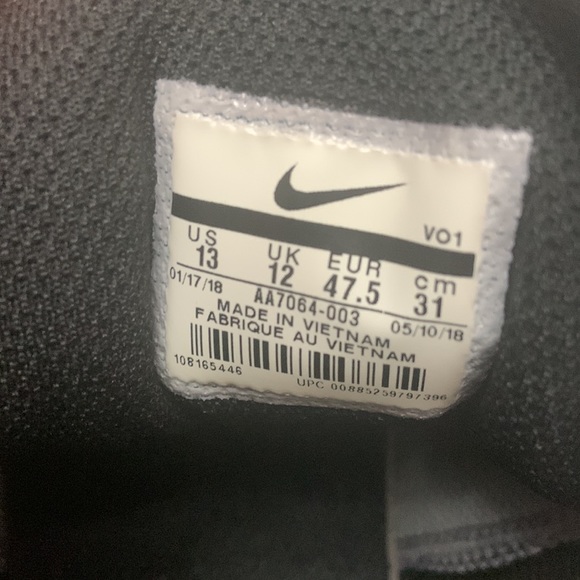 VO1
US UK EUR cm
13 12 47.5 31
01/17/18 AA7064-003 05/10/18
MADE IN VIETNAM
FABRIQUE AU VIETNAM
108165446
UPC 00885259797396